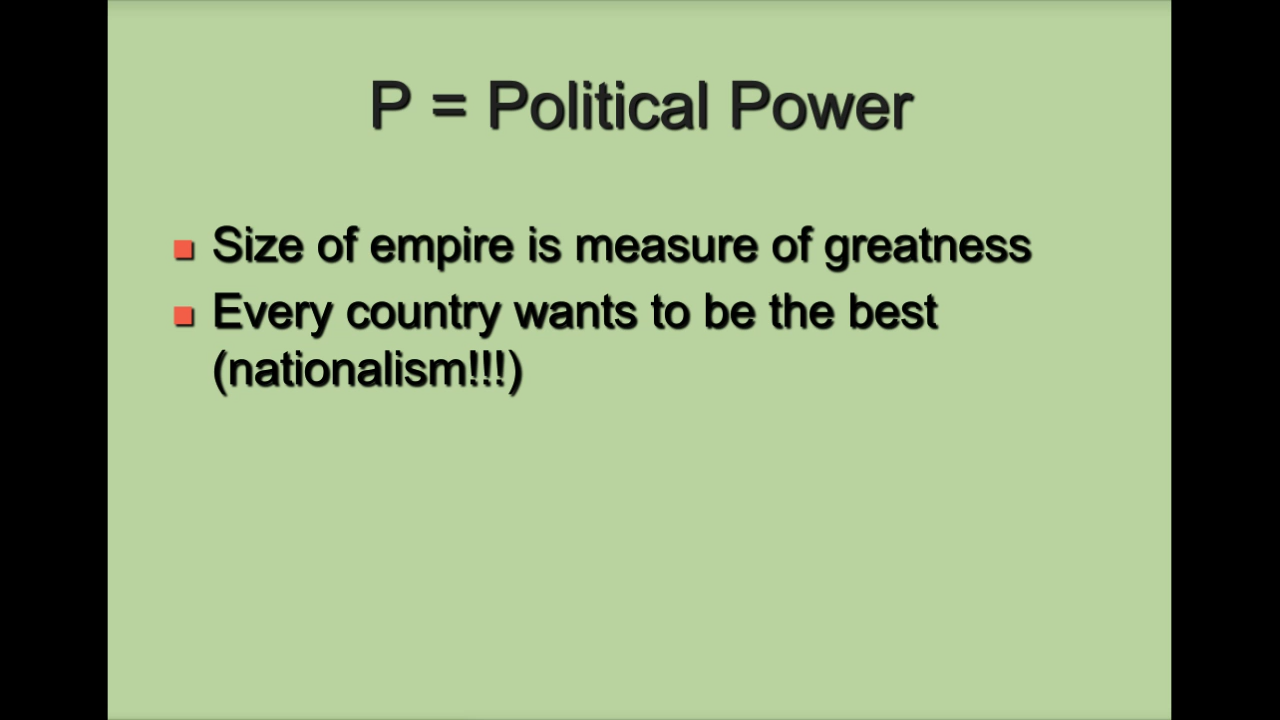 P = Political Power
Size of empire is measure of greatness
Every country wants to be the best
(nationalism!!!)